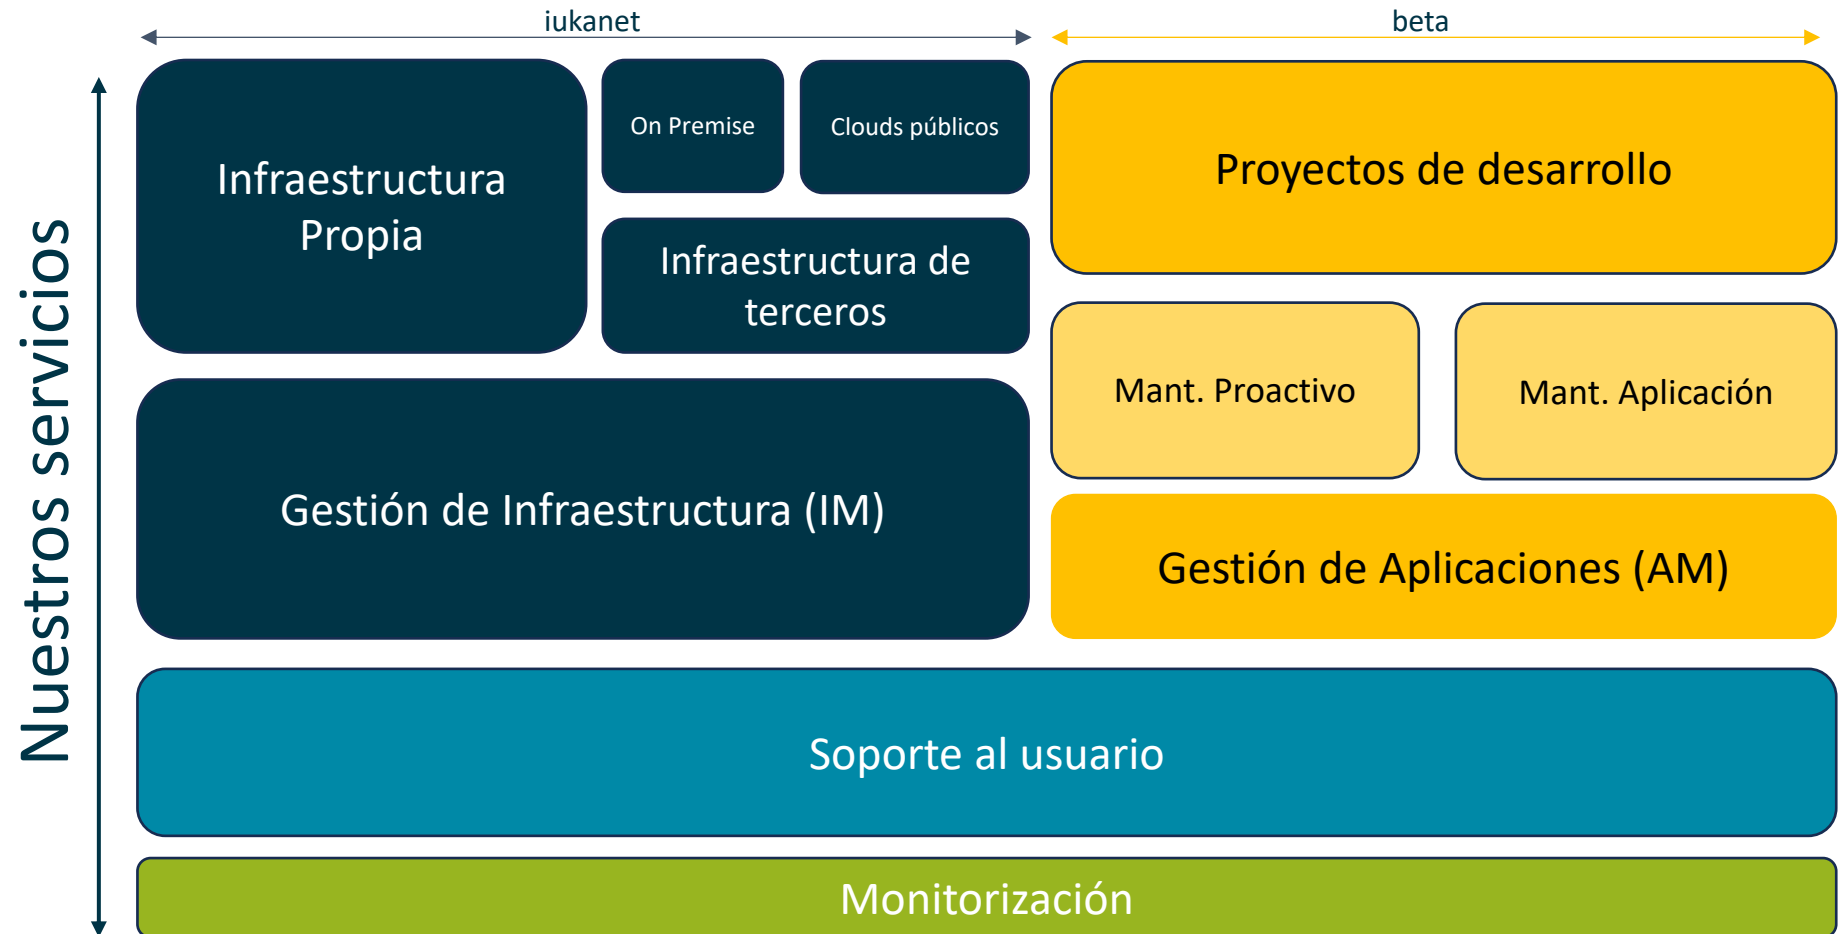 iukanet
beta
Nuestros servicios
Infraestructura
Propia
On Premise
Clouds públicos
Infraestructura de
terceros
Proyectos de desarrollo
Mant. Proactivo
Mant. Aplicación
Gestión de Infraestructura (IM)
Gestión de Aplicaciones (AM)
Soporte al usuario
Monitorización